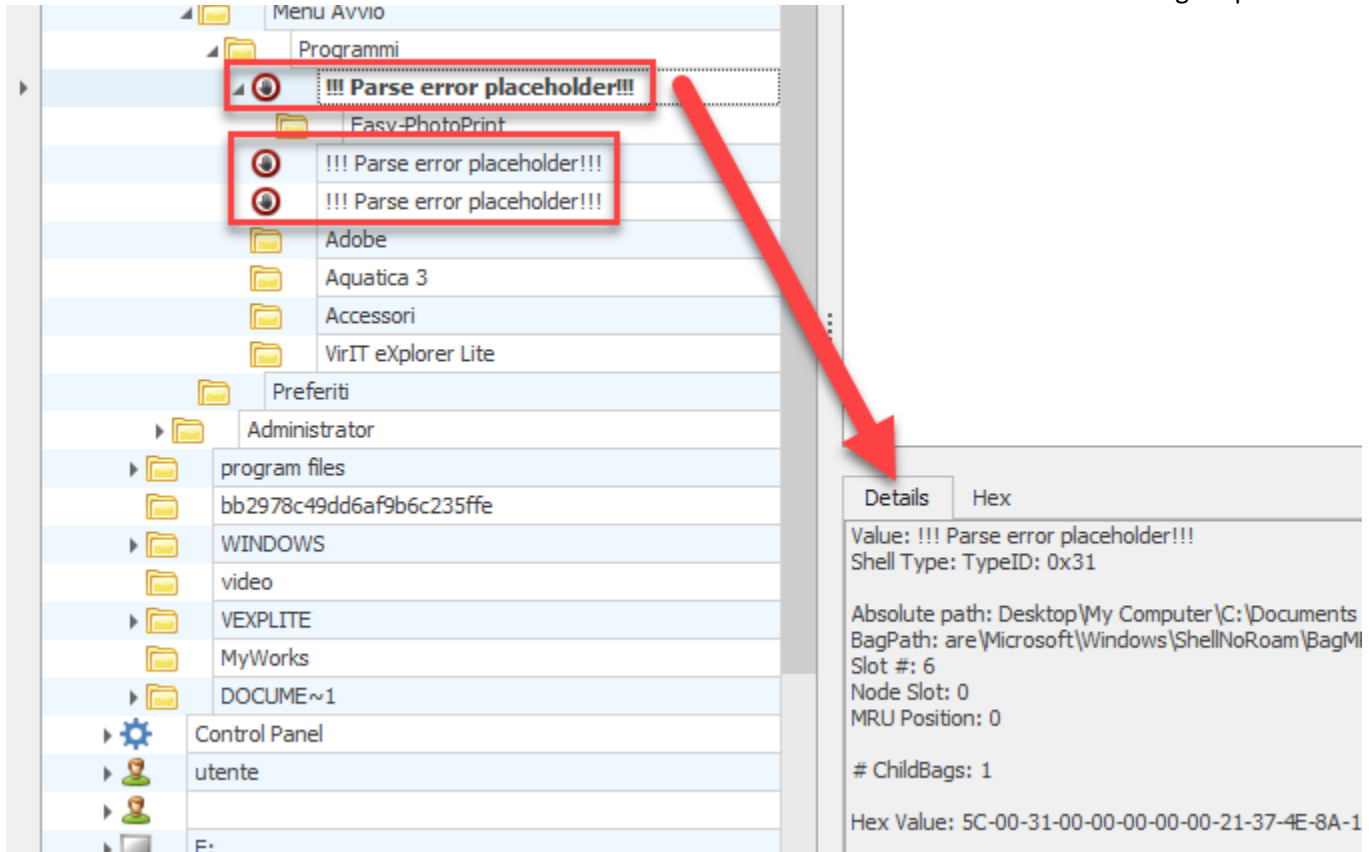 Menu Avvio
Programmi
!!! Parse error placeholder!!!
Easy-PhotoPrint
!!! Parse error placeholder!!!
!!! Parse error placeholder!!!
Adobe
Aquatica 3
Accessori
VirIT eXplorer Lite
Preferiti
Administrator
program files
bb2978c49dd6af9b6c235ffe
WINDOWS
video
VEXPLITE
MyWorks
DOCUME~1
Control Panel
utente
E:
Details Hex
Value: !!! Parse error placeholder!!!
Shell Type: TypeID: 0x31
Absolute path: Desktop\My Computer\C:\Documents
BagPath: are\Microsoft\Windows\ShellNoRoam\BagM
Slot #: 6
Node Slot: 0
MRU Position: 0
# ChildBags: 1
Hex Value: 5C-00-31-00-00-00-00-00-21-37-4E-8A-1